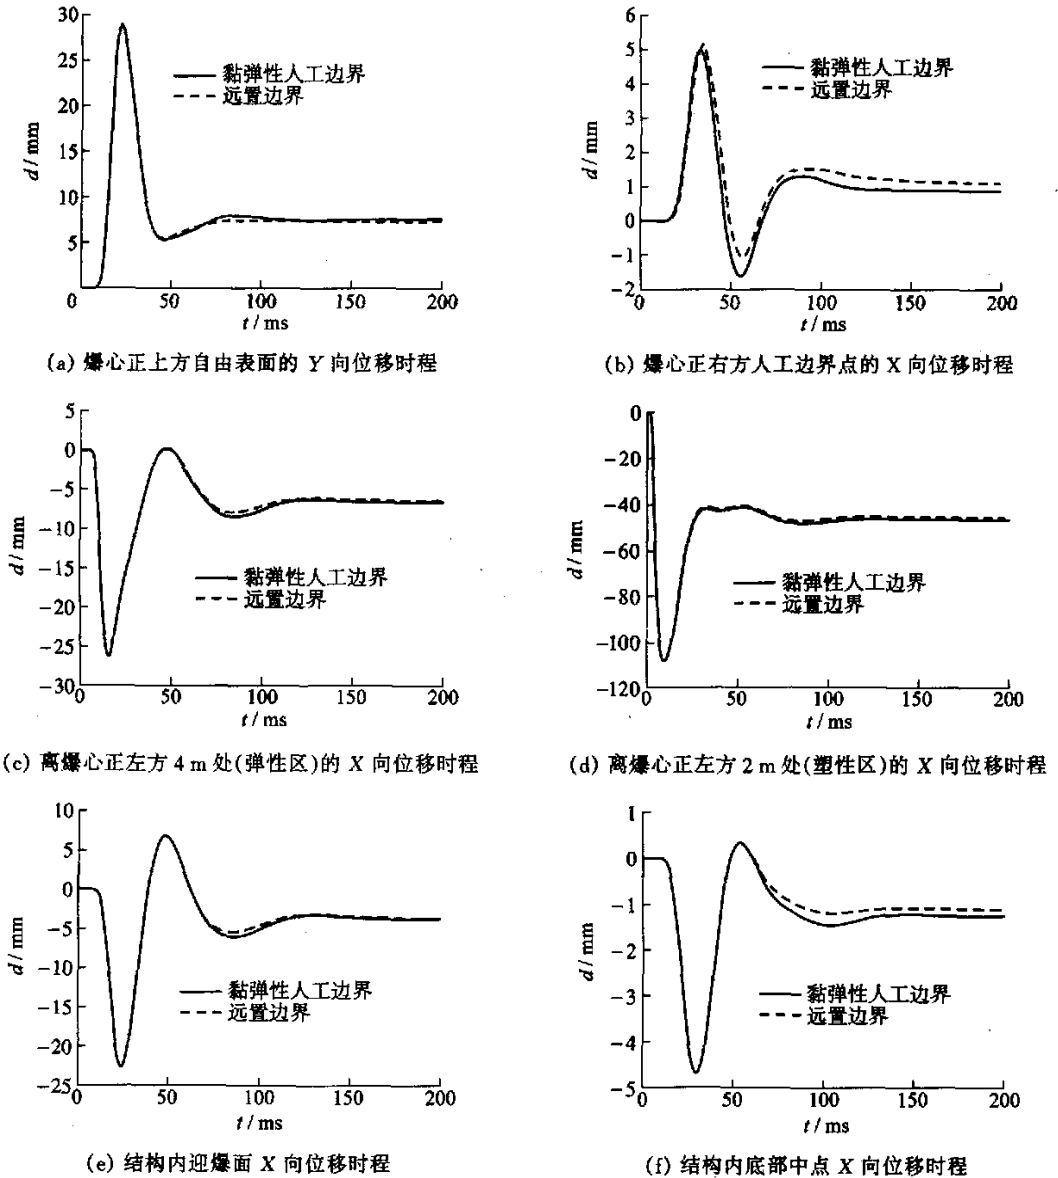 30
25
20
15
10
5
0
50
100
150
200
d / mm
t / ms
黏弹性人工边界
远置边界
(a) 爆心正上方自由表面的 Y 向位移时程
6
5
4
3
2
1
0
−1
−2
0
50
100
150
200
d / mm
t / ms
黏弹性人工边界
远置边界
(b) 爆心正右方人工边界点的 X 向位移时程
5
0
−5
−10
−15
−20
−25
−30
0
50
100
150
200
d / mm
t / ms
黏弹性人工边界
远置边界
(c) 离爆心正左方 4 m 处(弹性区)的 X 向位移时程
0
−20
−40
−60
−80
−100
−120
0
50
100
150
200
d / mm
t / ms
黏弹性人工边界
远置边界
(d) 离爆心正左方 2 m 处(塑性区)的 X 向位移时程
10
5
0
−5
−10
−15
−20
−25
0
50
100
150
200
d / mm
t / ms
黏弹性人工边界
远置边界
(e) 结构内迎爆面 X 向位移时程
1
0
−1
−2
−3
−4
−5
0
50
100
150
200
d / mm
t / ms
黏弹性人工边界
远置边界
(f) 结构内底部中点 X 向位移时程